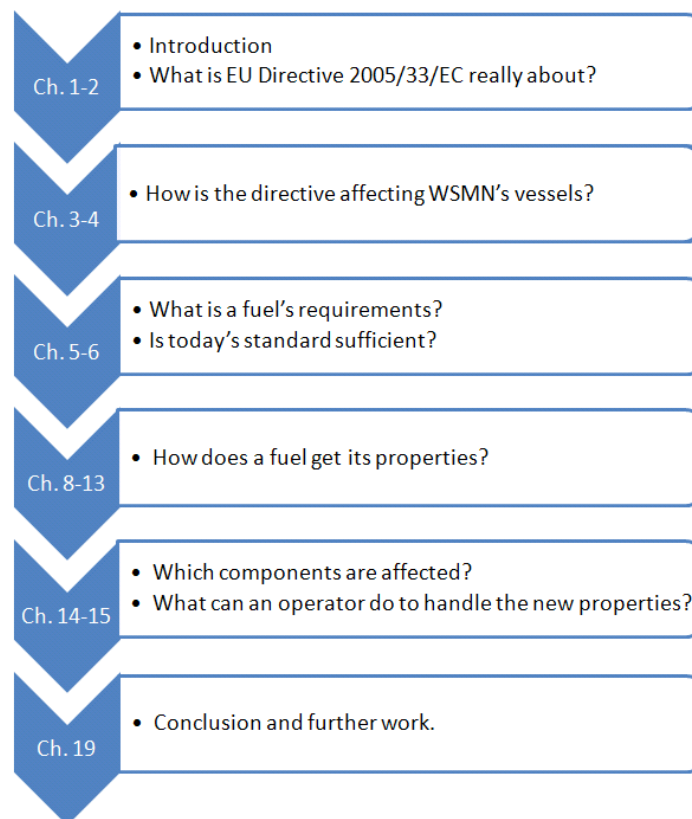 Ch. 1-2
• Introduction
• What is EU Directive 2005/33/EC really about?
Ch. 3-4
• How is the directive affecting WSMN's vessels?
Ch. 5-6
• What is a fuel's requirements?
• Is today's standard sufficient?
Ch. 8-13
• How does a fuel get its properties?
Ch. 14-15
• Which components are affected?
• What can an operator do to handle the new properties?
Ch. 19
• Conclusion and further work.